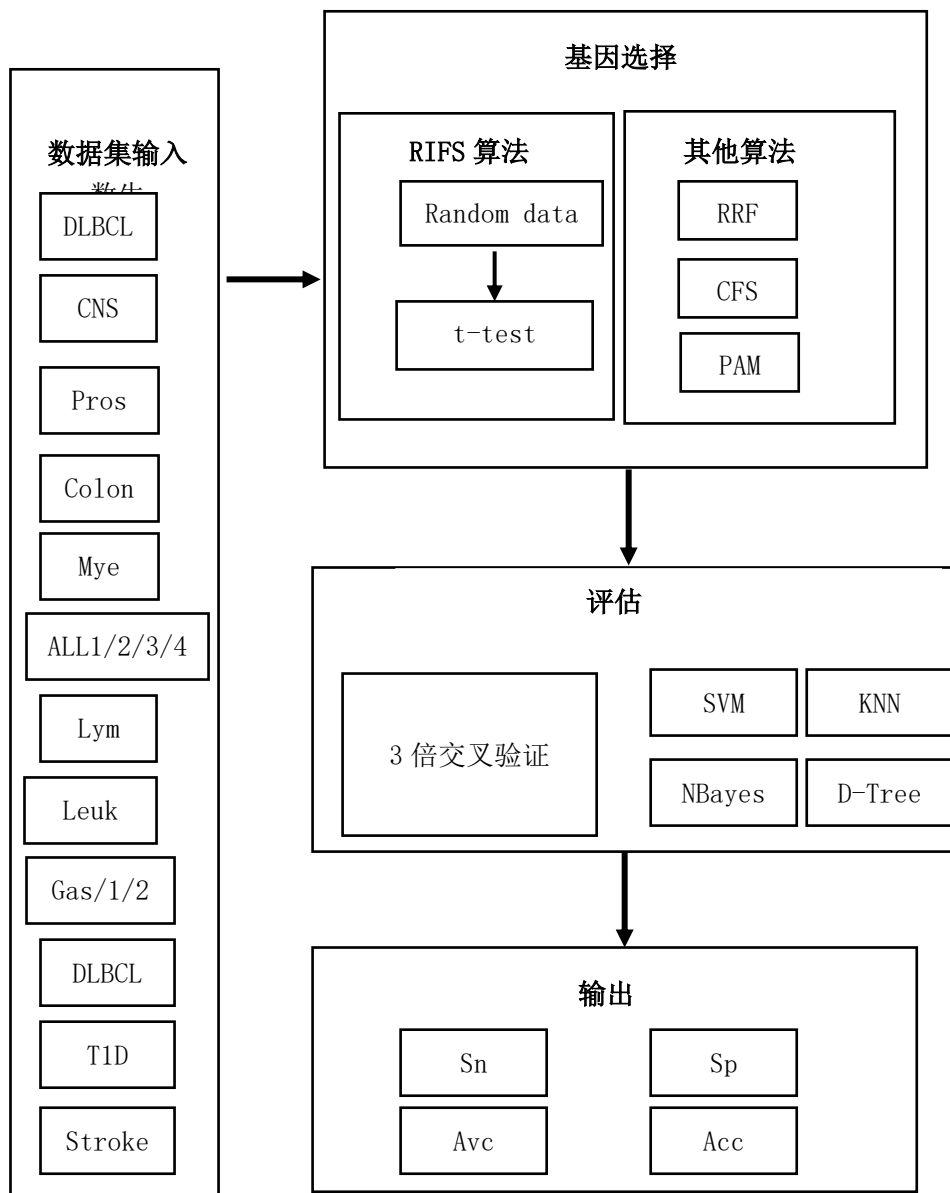 数据集输入
DLBCL
CNS
Pros
Colon
Mye
ALL1/2/3/4
Lym
Leuk
Gas/1/2
DLBCL
T1D
Stroke
基因选择
RIFS 算法
Random data
t-test
其他算法
RRF
CFS
PAM
评估
3 倍交叉验证
SVM
KNN
NBayes
D-Tree
输出
Sn
Sp
Avc
Acc